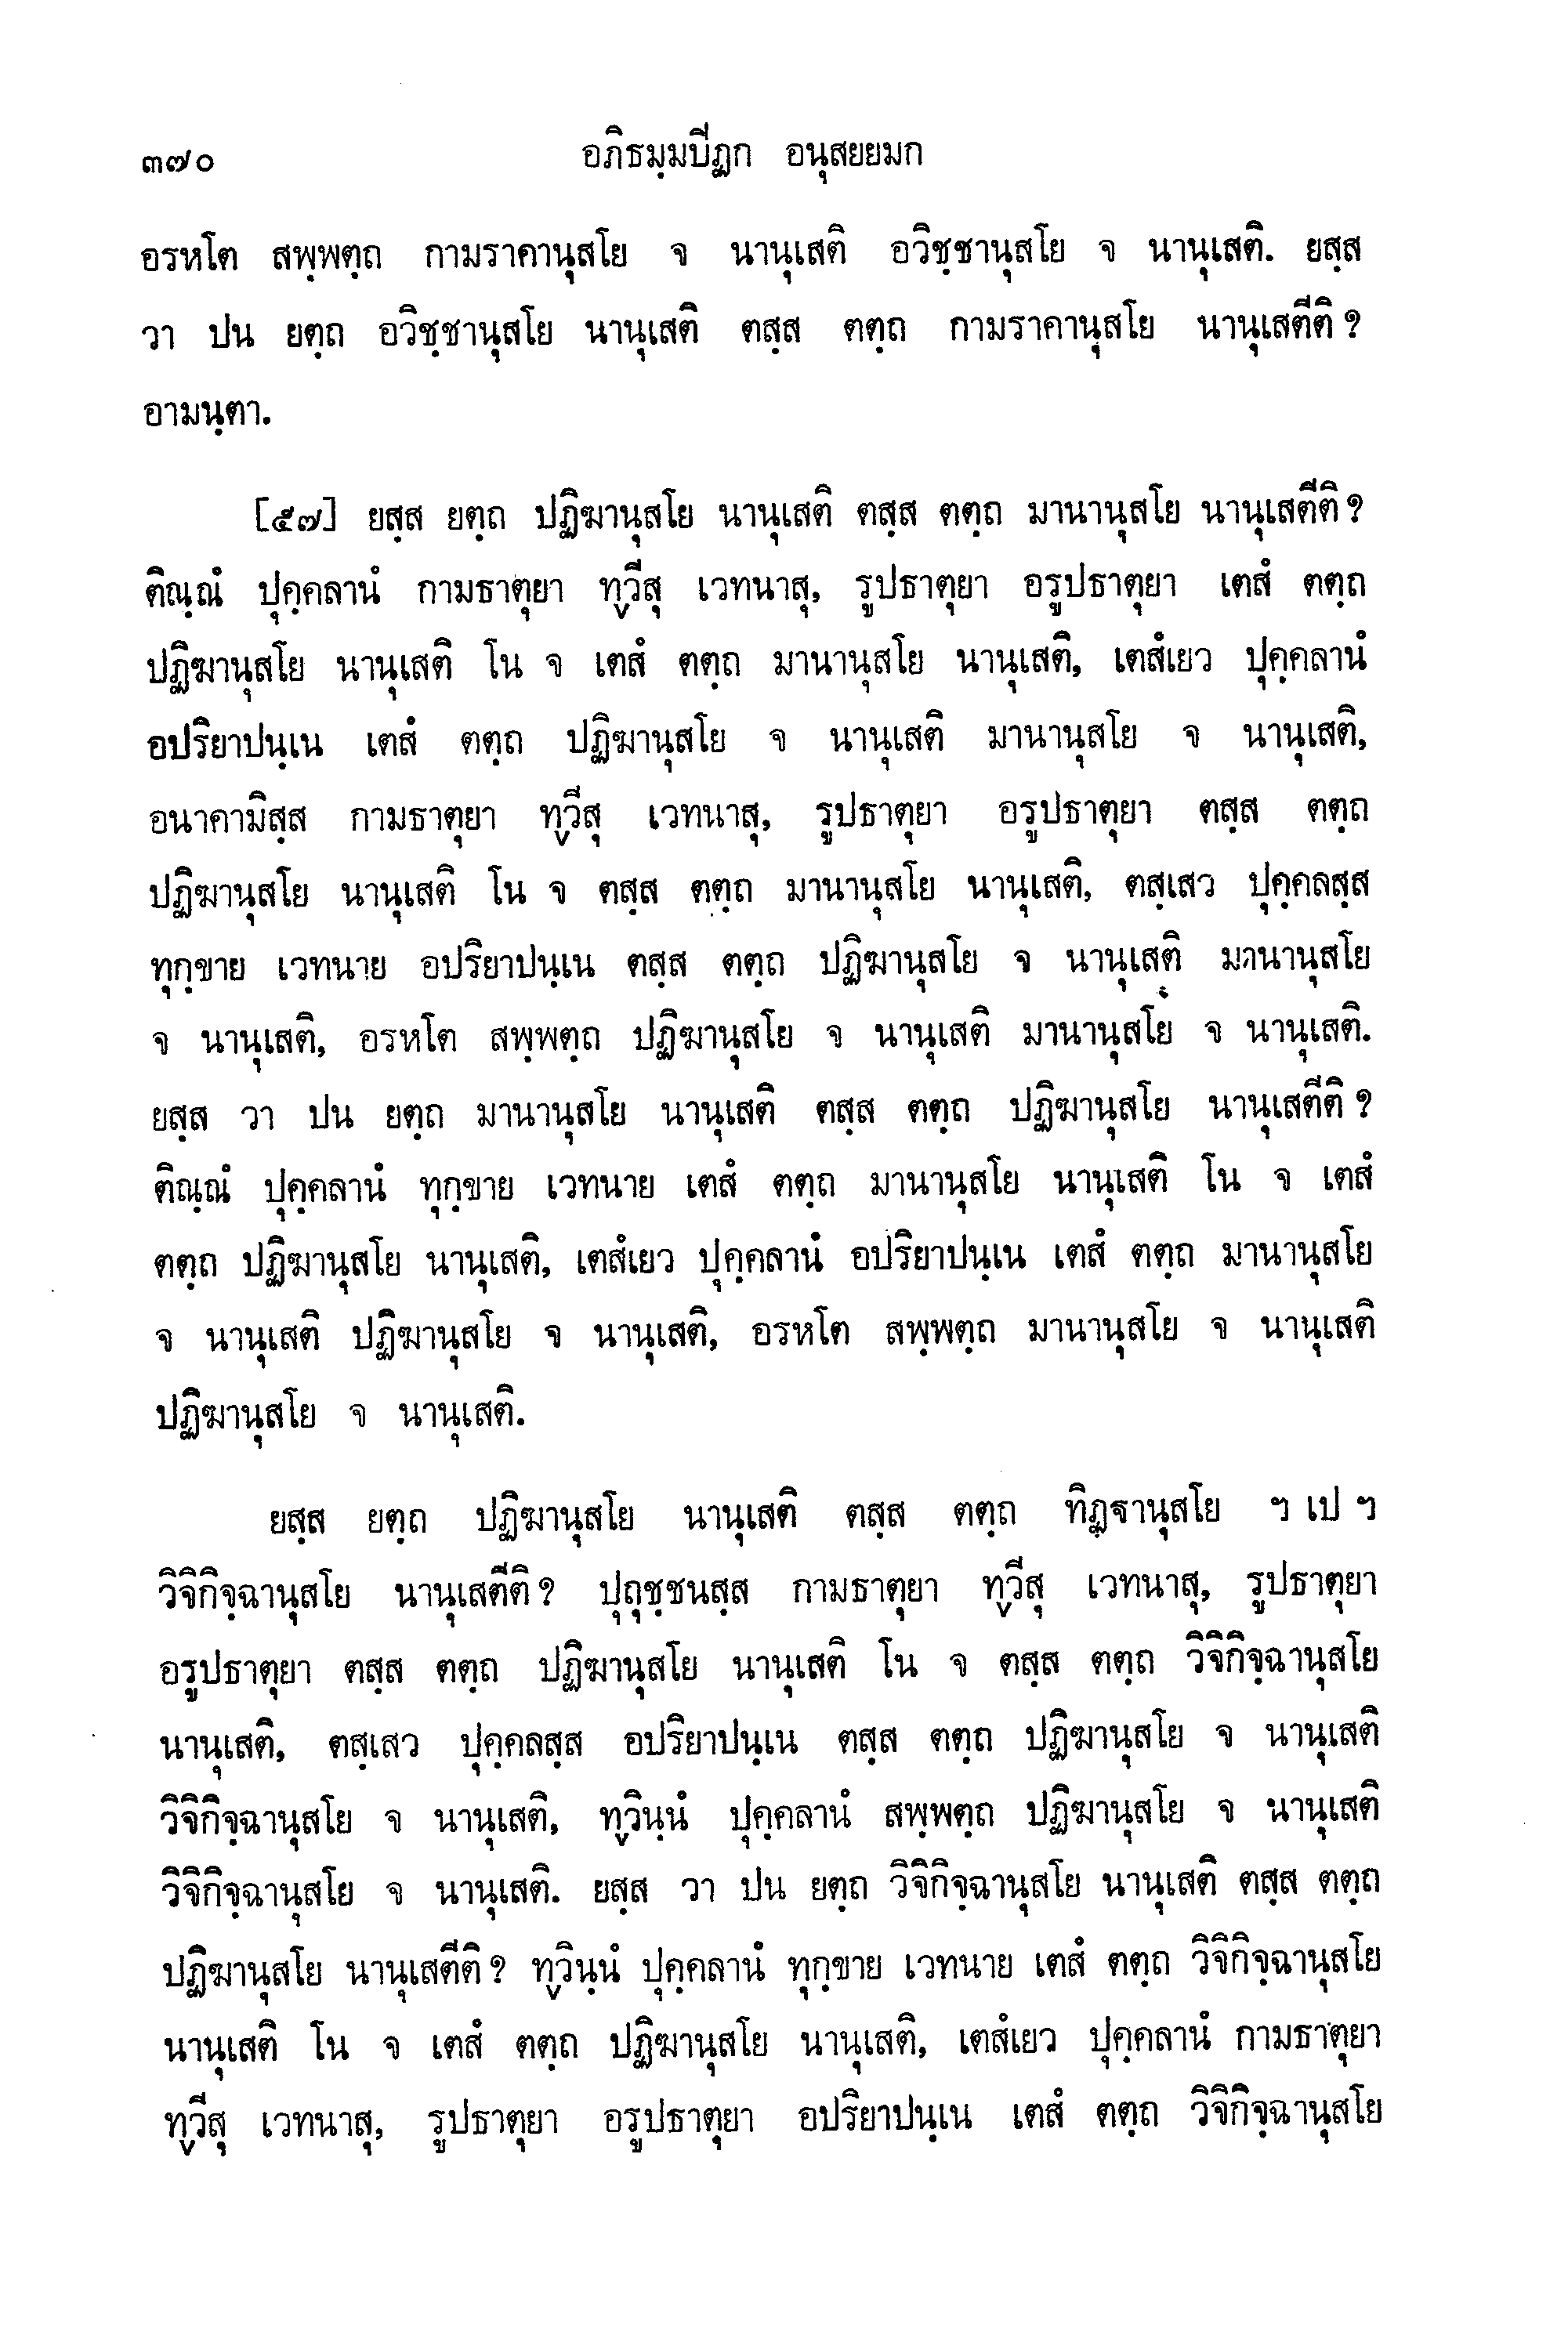 ๓๗๐ อภิธมฺมปีฏก อนุสยยมก
อรหโต สพฺพตฺถ กามราคานุสโย จ นานุเสติ อวิชฺชานุสโย จ นานุเสติ. ยสฺส
วา ปน ยตฺถ อวิชฺชานุสโย นานุเสติ ตสฺส ตตฺถ กามราคานุสโย นานุเสตีติ ?
อามนฺตา.
[๕๗] ยสฺส ยตฺถ ปฏิฆานุสโย นานุเสติ ตสฺส ตตฺถ มานานุสโย นานุเสตีติ ?
ติณฺณํ ปุคฺคลานํ กามธาตุยา ทฺวีสุ เวทนาสุ, รูปธาตุยา อรูปธาตุยา เตสํ ตตฺถ
ปฏิฆานุสโย นานุเสติ โน จ เตสํ ตตฺถ มานานุสโย นานุเสติ, เตสํเยว ปุคฺคลานํ
อปริยาปนฺเน เตสํ ตตฺถ ปฏิฆานุสโย จ นานุเสติ มานานุสโย จ นานุเสติ,
อนาคามิสฺส กามธาตุยา ทฺวีสุ เวทนาสุ, รูปธาตุยา อรูปธาตุยา ตสฺส ตตฺถ
ปฏิฆานุสโย นานุเสติ โน จ ตสฺส ตตฺถ มานานุสโย นานุเสติ, ตสฺเสว ปุคฺคลสฺส
ทุกฺขาย เวทนาย อปริยาปนฺเน ตสฺส ตตฺถ ปฏิฆานุสโย จ นานุเสติ มานานุสโย
จ นานุเสติ, อรหโต สพฺพตฺถ ปฏิฆานุสโย จ นานุเสติ มานานุสโย จ นานุเสติ.
ยสฺส วา ปน ยตฺถ มานานุสโย นานุเสติ ตสฺส ตตฺถ ปฏิฆานุสโย นานุเสตีติ ?
ติณฺณํ ปุคฺคลานํ ทุกฺขาย เวทนาย เตสํ ตตฺถ มานานุสโย นานุเสติ โน จ เตสํ
ตตฺถ ปฏิฆานุสโย นานุเสติ, เตสํเยว ปุคฺคลานํ อปริยาปนฺเน เตสํ ตตฺถ มานานุสโย
จ นานุเสติ ปฏิฆานุสโย จ นานุเสติ, อรหโต สพฺพตฺถ มานานุสโย จ นานุเสติ
ปฏิฆานุสโย จ นานุเสติ.
ยสฺส ยตฺถ ปฏิฆานุสโย นานุเสติ ตสฺส ตตฺถ ทิฏฺฐานุสโย ฯ เป ฯ
วิจิกิจฺฉานุสโย นานุเสตีติ ? ปุถุชฺชนสฺส กามธาตุยา ทฺวีสุ เวทนาสุ, รูปธาตุยา
อรูปธาตุยา ตสฺส ตตฺถ ปฏิฆานุสโย นานุเสติ โน จ ตสฺส ตตฺถ วิจิกิจฺฉานุสโย
นานุเสติ, ตสฺเสว ปุคฺคลสฺส อปริยาปนฺเน ตสฺส ตตฺถ ปฏิฆานุสโย จ นานุเสติ
วิจิกิจฺฉานุสโย จ นานุเสติ, ทฺวินฺนํ ปุคฺคลานํ สพฺพตฺถ ปฏิฆานุสโย จ นานุเสติ
วิจิกิจฺฉานุสโย จ นานุเสติ. ยสฺส วา ปน ยตฺถ วิจิกิจฺฉานุสโย นานุเสติ ตสฺส ตตฺถ
ปฏิฆานุสโย นานุเสตีติ ? ทฺวินฺนํ ปุคฺคลานํ ทุกฺขาย เวทนาย เตสํ ตตฺถ วิจิกิจฺฉานุสโย
นานุเสติ โน จ เตสํ ตตฺถ ปฏิฆานุสโย นานุเสติ, เตสํเยว ปุคฺคลานํ กามธาตุยา
ทฺวีสุ เวทนาสุ, รูปธาตุยา อรูปธาตุยา อปริยาปนฺเน เตสํ ตตฺถ วิจิกิจฺฉานุสโย